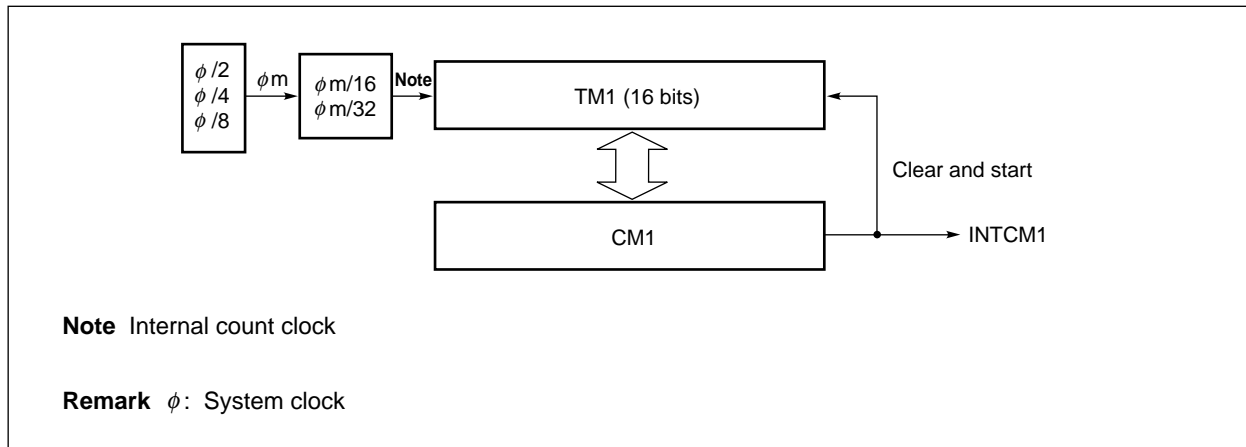 φ/2
φ/4
φ/8
φm
φm/16
φm/32
Note
TM1 (16 bits)
Clear and start
CM1
INTCM1
Note Internal count clock
Remark φ: System clock